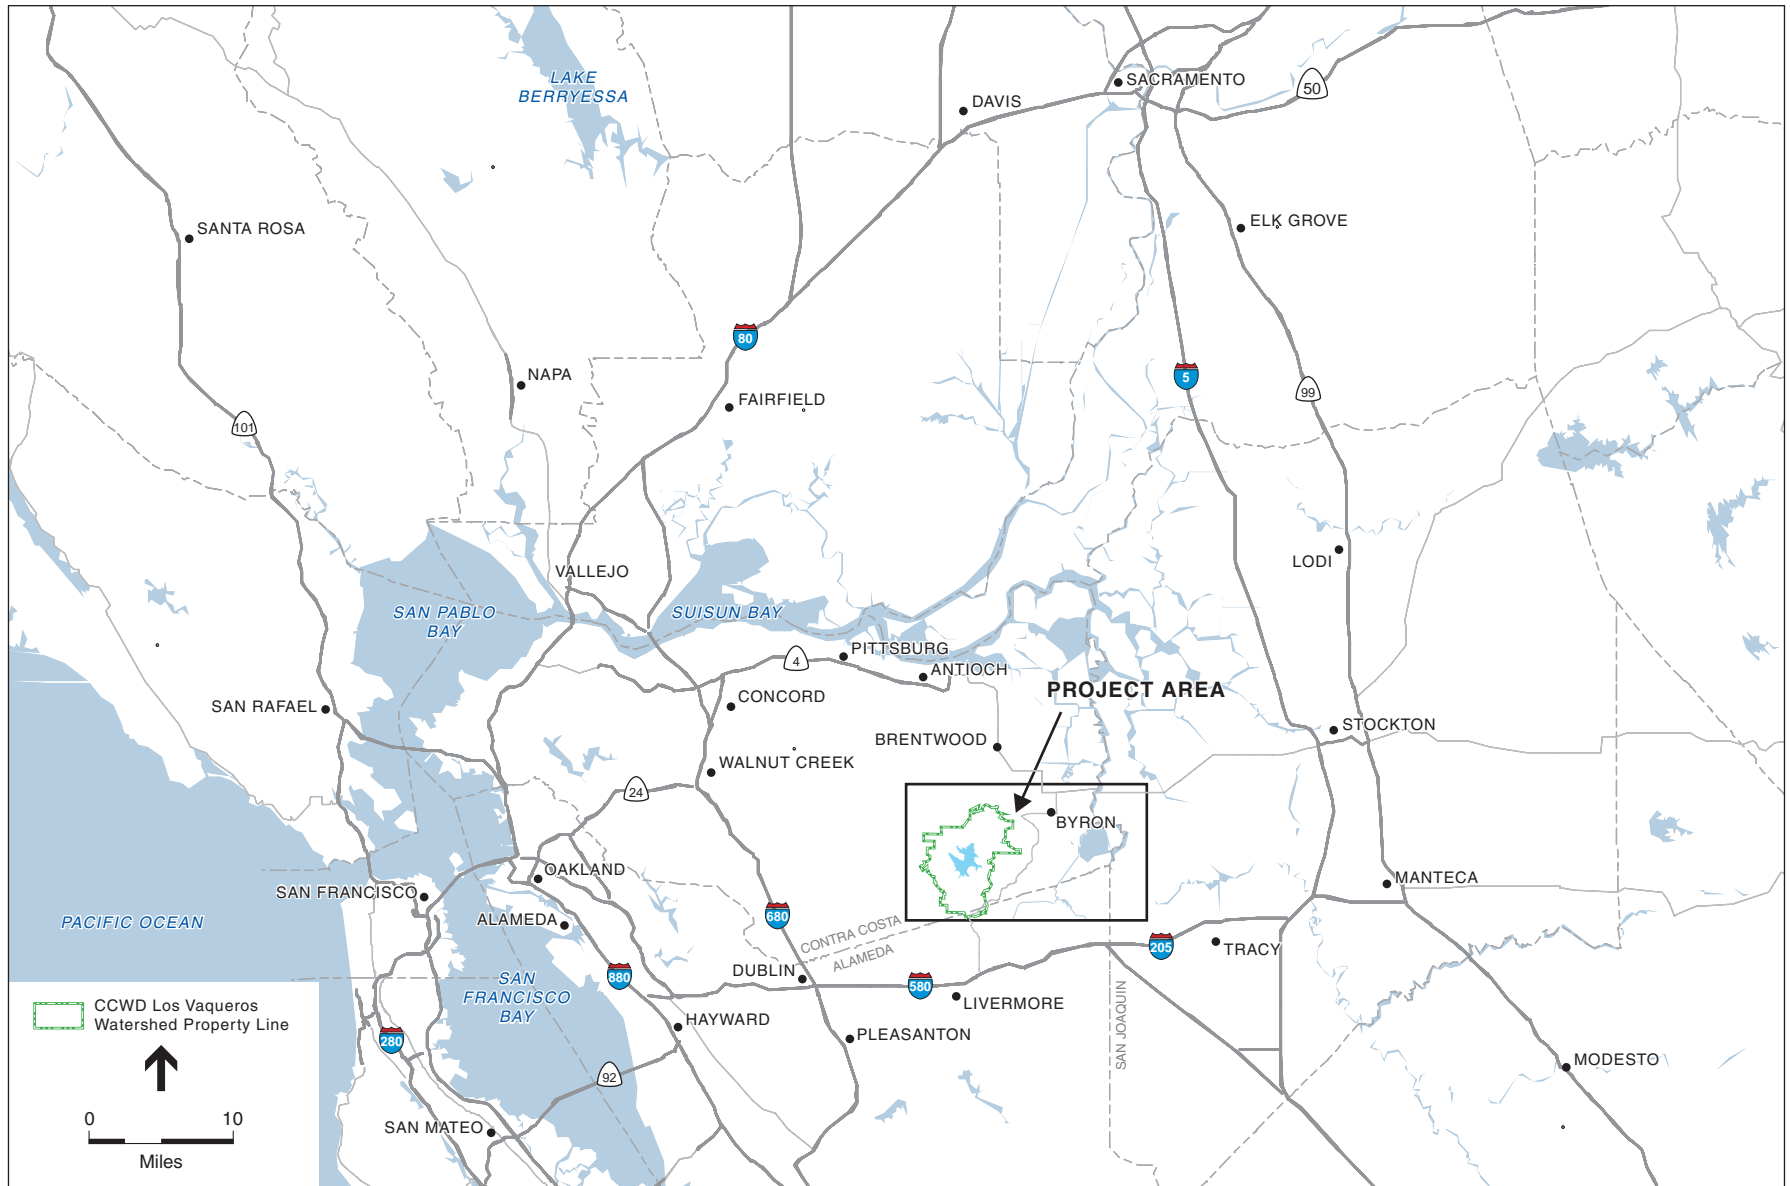 LAKE
BERRYESSA
SACRAMENTO
50
DAVIS
SANTA ROSA
ELK GROVE
80
5
NAPA
99
FAIRFIELD
101
LODI
VALLEJO
SAN PABLO
BAY
SUISUN BAY
4
PITTSBURG
ANTIOCH
PROJECT AREA
CONCORD
SAN RAFAEL
STOCKTON
BRENTWOOD
WALNUT CREEK
24
BYRON
OAKLAND
MANTECA
SAN FRANCISCO
ALAMEDA
PACIFIC OCEAN
680
CONTRA COSTA
ALAMEDA
205
TRACY
DUBLIN
880
SAN
FRANCISCO
BAY
580
LIVERMORE
CCWD Los Vaqueros
Watershed Property Line
HAYWARD
PLEASANTON
SAN JOAQUIN
280
MODESTO
92
0 10
Miles
SAN MATEO